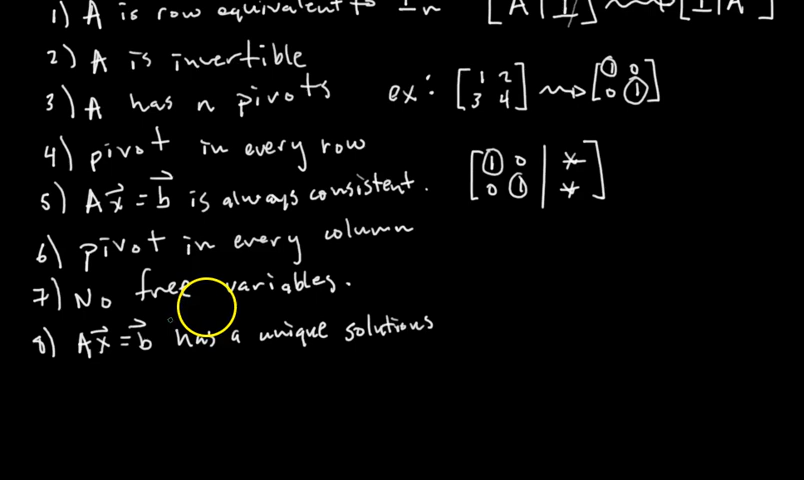 1) A is row equivalent to In [A | I] ⇝ [I | A ]
2) A is invertible
3) A has n pivots ex: [1 2 3 4] ⇝ [1 0 0 1]
4) pivot in every row
5) Ax⃗ = b⃗ is always consistent. [1 0 | * 0 1 | *]
6) pivot in every column
7) No free variables.
8) Ax⃗ = b⃗ has a unique solutions